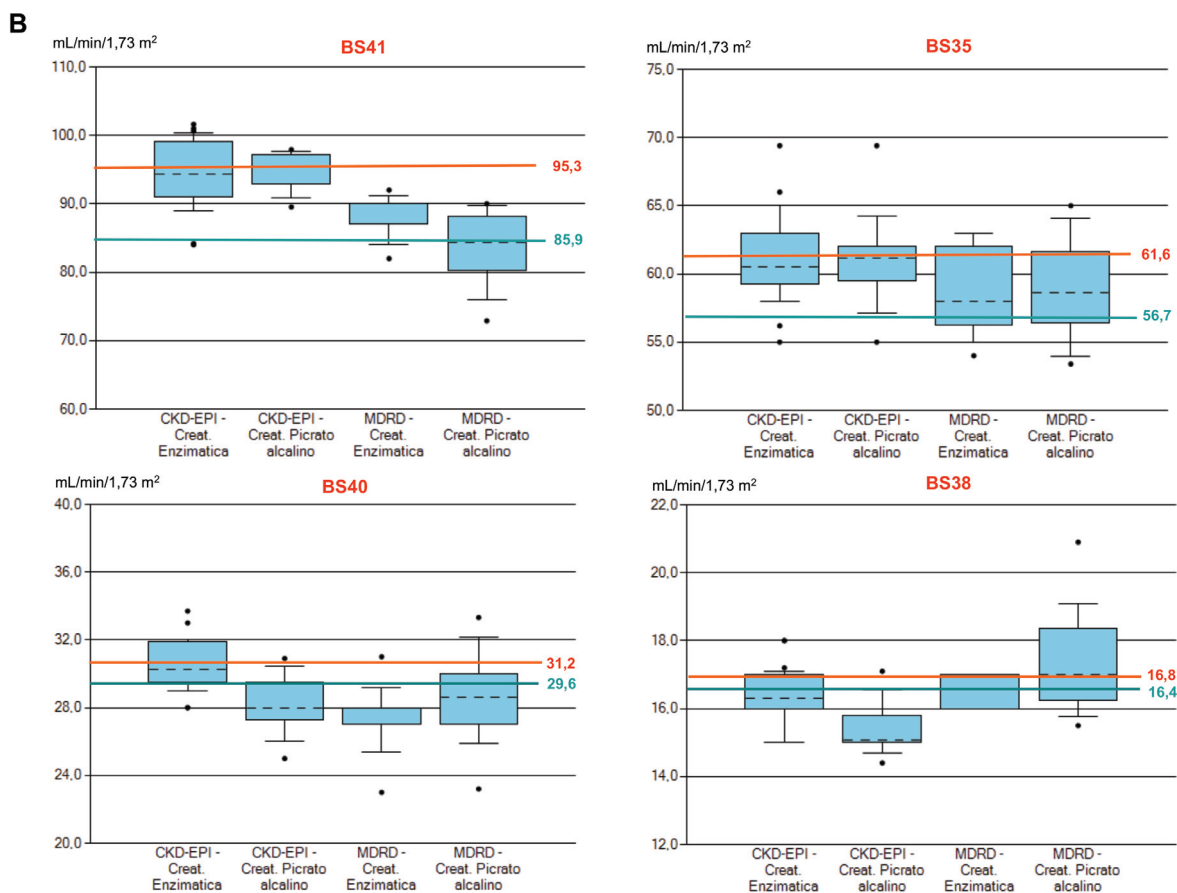 B
mL/min/1,73 m²
BS41
110,0
100,0
90,0
80,0
70,0
60,0
95,3
85,9
CKD-EPI -
Creat.
Enzimatica
CKD-EPI -
Creat. Picrato
alcalino
MDRD -
Creat.
Enzimatica
MDRD -
Creat. Picrato
alcalino
mL/min/1,73 m²
BS35
75,0
70,0
65,0
60,0
55,0
50,0
61,6
56,7
CKD-EPI -
Creat.
Enzimatica
CKD-EPI -
Creat. Picrato
alcalino
MDRD -
Creat.
Enzimatica
MDRD -
Creat. Picrato
alcalino
mL/min/1,73 m²
BS40
40,0
36,0
32,0
28,0
24,0
20,0
31,2
29,6
CKD-EPI -
Creat.
Enzimatica
CKD-EPI -
Creat. Picrato
alcalino
MDRD -
Creat.
Enzimatica
MDRD -
Creat. Picrato
alcalino
mL/min/1,73 m²
BS38
22,0
20,0
18,0
16,0
14,0
12,0
16,8
16,4
CKD-EPI -
Creat.
Enzimatica
CKD-EPI -
Creat. Picrato
alcalino
MDRD -
Creat.
Enzimatica
MDRD -
Creat. Picrato
alcalino